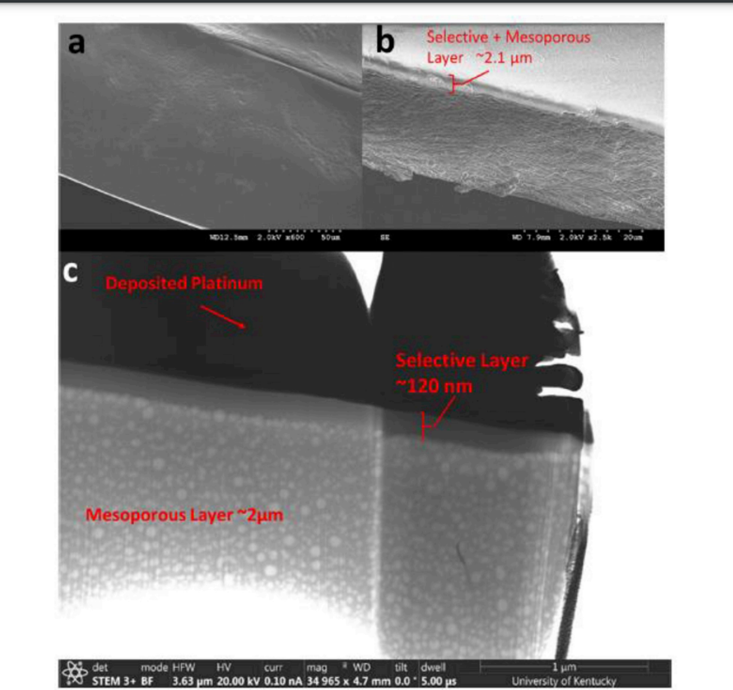 a
b
Selective + Mesoporous
Layer ~2.1 µm
WD12.5mm 2.0kV x600 50um
SE
WD 7.9mm 2.0kV x2.5k 20um
c
Deposited Platinum
Selective Layer
~120 nm
Mesoporous Layer ~2µm
det mode HFW HV curr mag WD tilt dwell 1 µm
STEM 3+ BF 3.63 µm 20.00 kV 0.10 nA 34 965 x 4.7 mm 0.0 ° 5.00 µs University of Kentucky